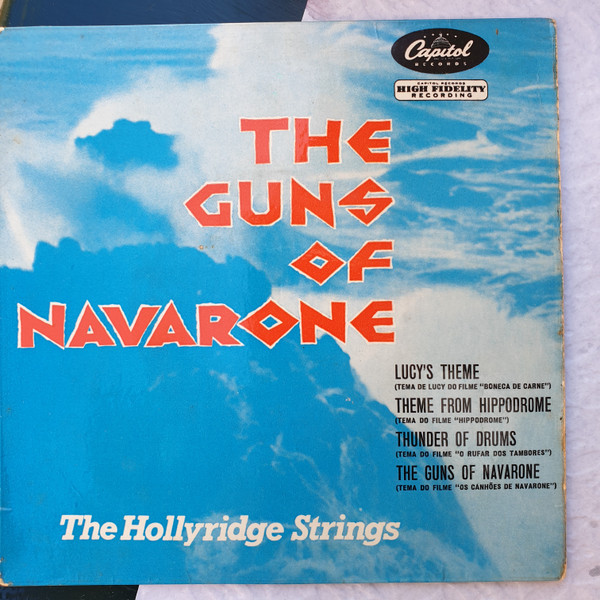 Capitol
RECORDS
CAPITOL RECORDS
HIGH FIDELITY
RECORDING
THE
GUNS
OF
NAVARONE
LUCY'S THEME
(TEMA DE LUCY DO FILME "BONECA DE CARNE")
THEME FROM HIPPODROME
(TEMA DO FILME "HIPPODROME")
THUNDER OF DRUMS
(TEMA DO FILME "O RUFAR DOS TAMBORES")
THE GUNS OF NAVARONE
(TEMA DO FILME "OS CANHÕES DE NAVARONE")
The Hollyridge Strings